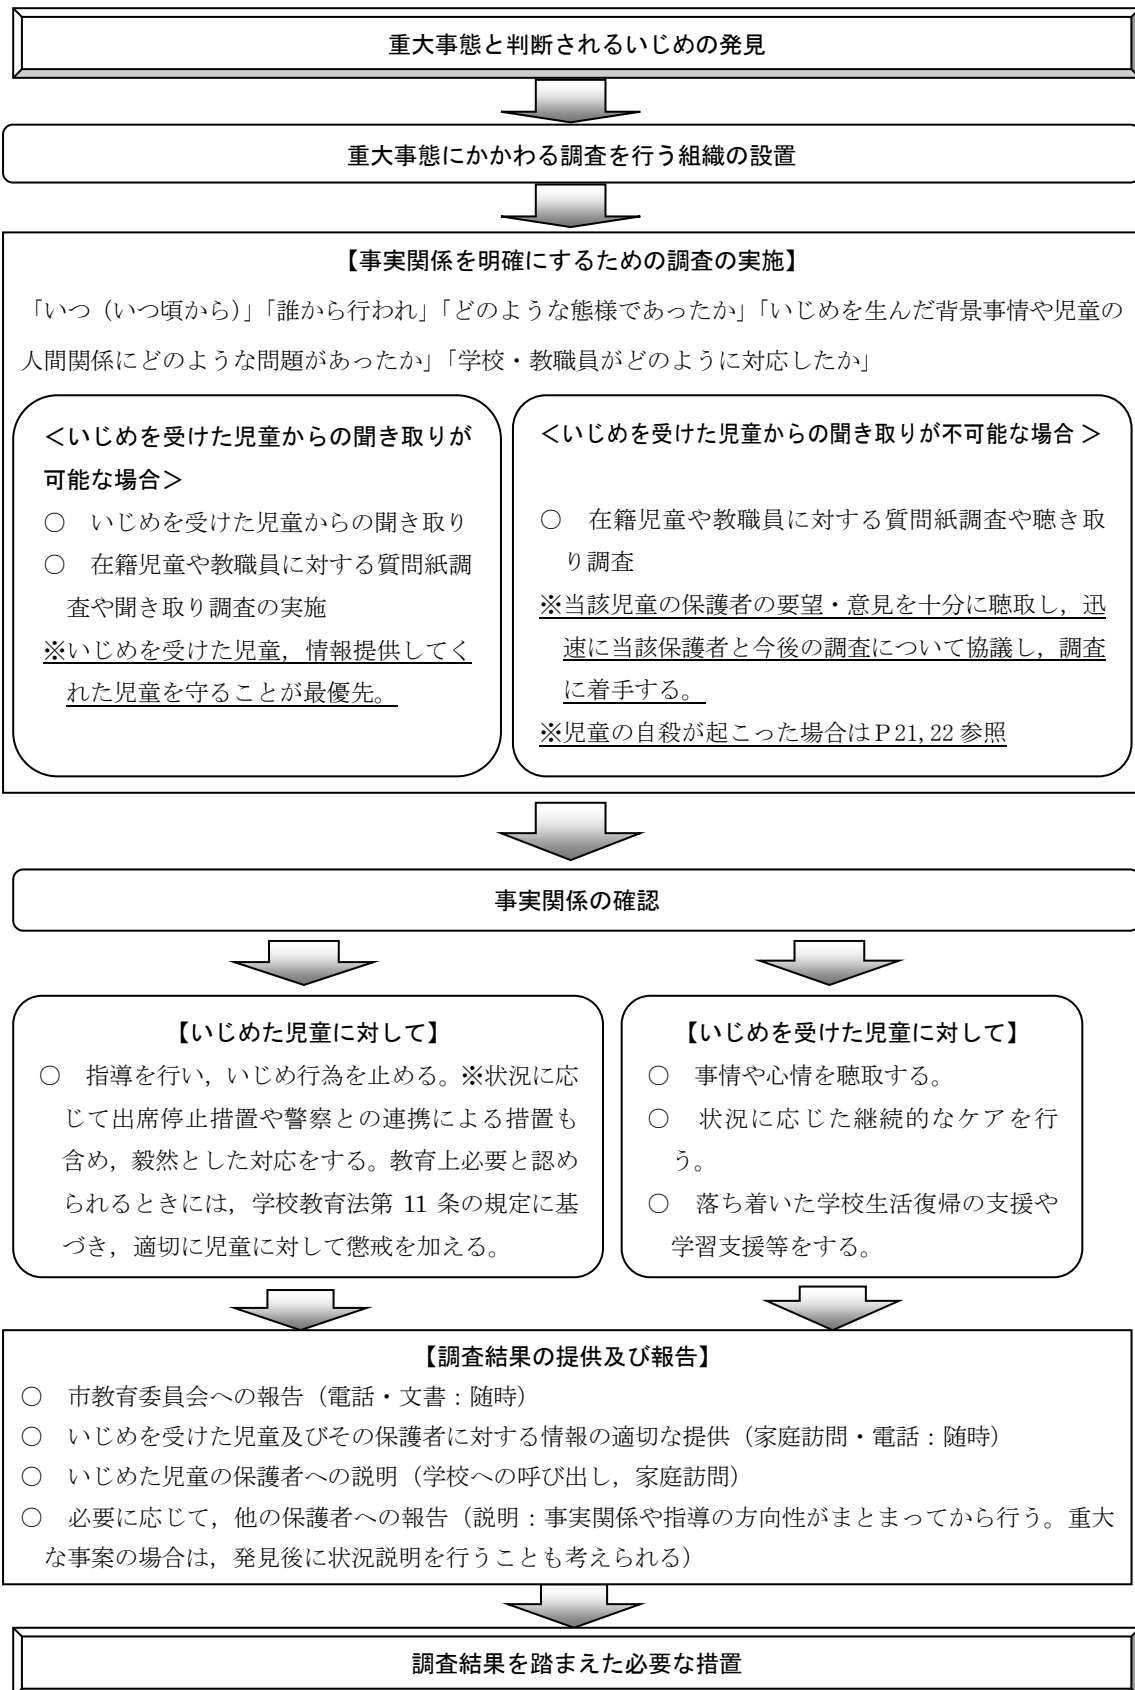 重大事態と判断されるいじめの発見
重大事態にかかわる調査を行う組織の設置
【事実関係を明確にするための調査の実施】
「いつ（いつ頃から）」「誰から行われ」「どのような態様であったか」「いじめを生んだ背景事情や児童の
人間関係にどのような問題があったか」「学校・教職員がどのように対応したか」
＜いじめを受けた児童からの聞き取りが
可能な場合＞
○　いじめを受けた児童からの聞き取り
○　在籍児童や教職員に対する質問紙調
査や聞き取り調査の実施
※いじめを受けた児童，情報提供してく
れた児童を守ることが最優先。
＜いじめを受けた児童からの聞き取りが不可能な場合 ＞
○　在籍児童や教職員に対する質問紙調査や聴き取
り調査
※当該児童の保護者の要望・意見を十分に聴取し，迅
速に当該保護者と今後の調査について協議し，調査
に着手する。
※児童の自殺が起こった場合はＰ21,22 参照
事実関係の確認
【いじめた児童に対して】
○　指導を行い，いじめ行為を止める。※状況に応
じて出席停止措置や警察との連携による措置も
含め，毅然とした対応をする。教育上必要と認め
られるときには，学校教育法第 11 条の規定に基
づき，適切に児童に対して懲戒を加える。
【いじめを受けた児童に対して】
○　事情や心情を聴取する。
○　状況に応じた継続的なケアを行
う。
○　落ち着いた学校生活復帰の支援や
学習支援等をする。
【調査結果の提供及び報告】
○　市教育委員会への報告（電話・文書：随時）
○　いじめを受けた児童及びその保護者に対する情報の適切な提供（家庭訪問・電話：随時）
○　いじめた児童の保護者への説明（学校への呼び出し，家庭訪問）
○　必要に応じて，他の保護者への報告（説明：事実関係や指導の方向性がまとまってから行う。重大
な事案の場合は，発見後に状況説明を行うことも考えられる）
調査結果を踏まえた必要な措置